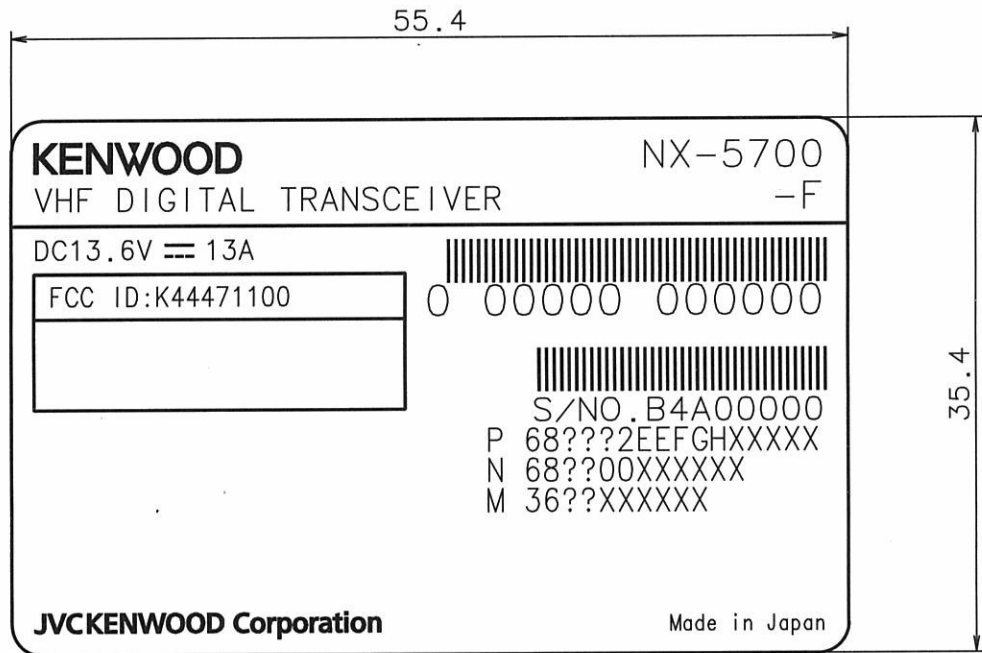 55.4
KENWOOD
NX-5700
VHF DIGITAL TRANSCEIVER
-F
DC13.6V ⎓ 13A
FCC ID:K44471100
0 00000 000000
35.4
S/NO.B4A00000
P 68???2EEFGHXXXXX
N 68??00XXXXXX
M 36??XXXXXX
JVCKENWOOD Corporation
Made in Japan